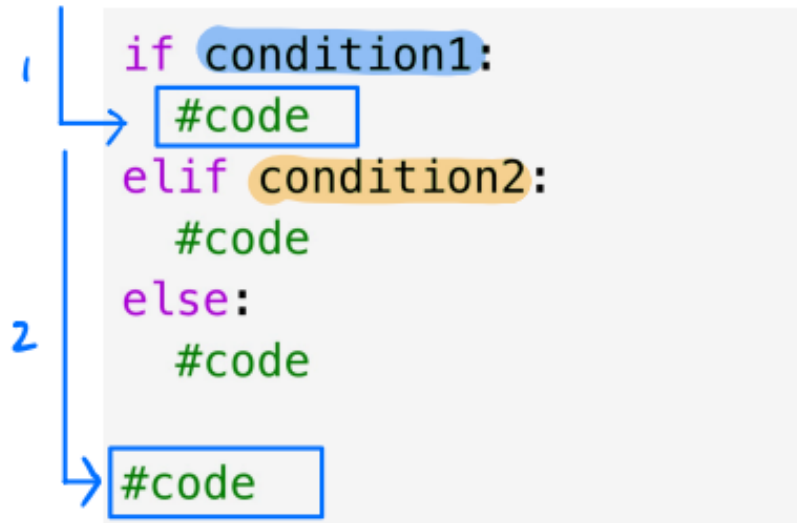 1
if condition1:
  #code
elif condition2:
  #code
else:
2
  #code
#code